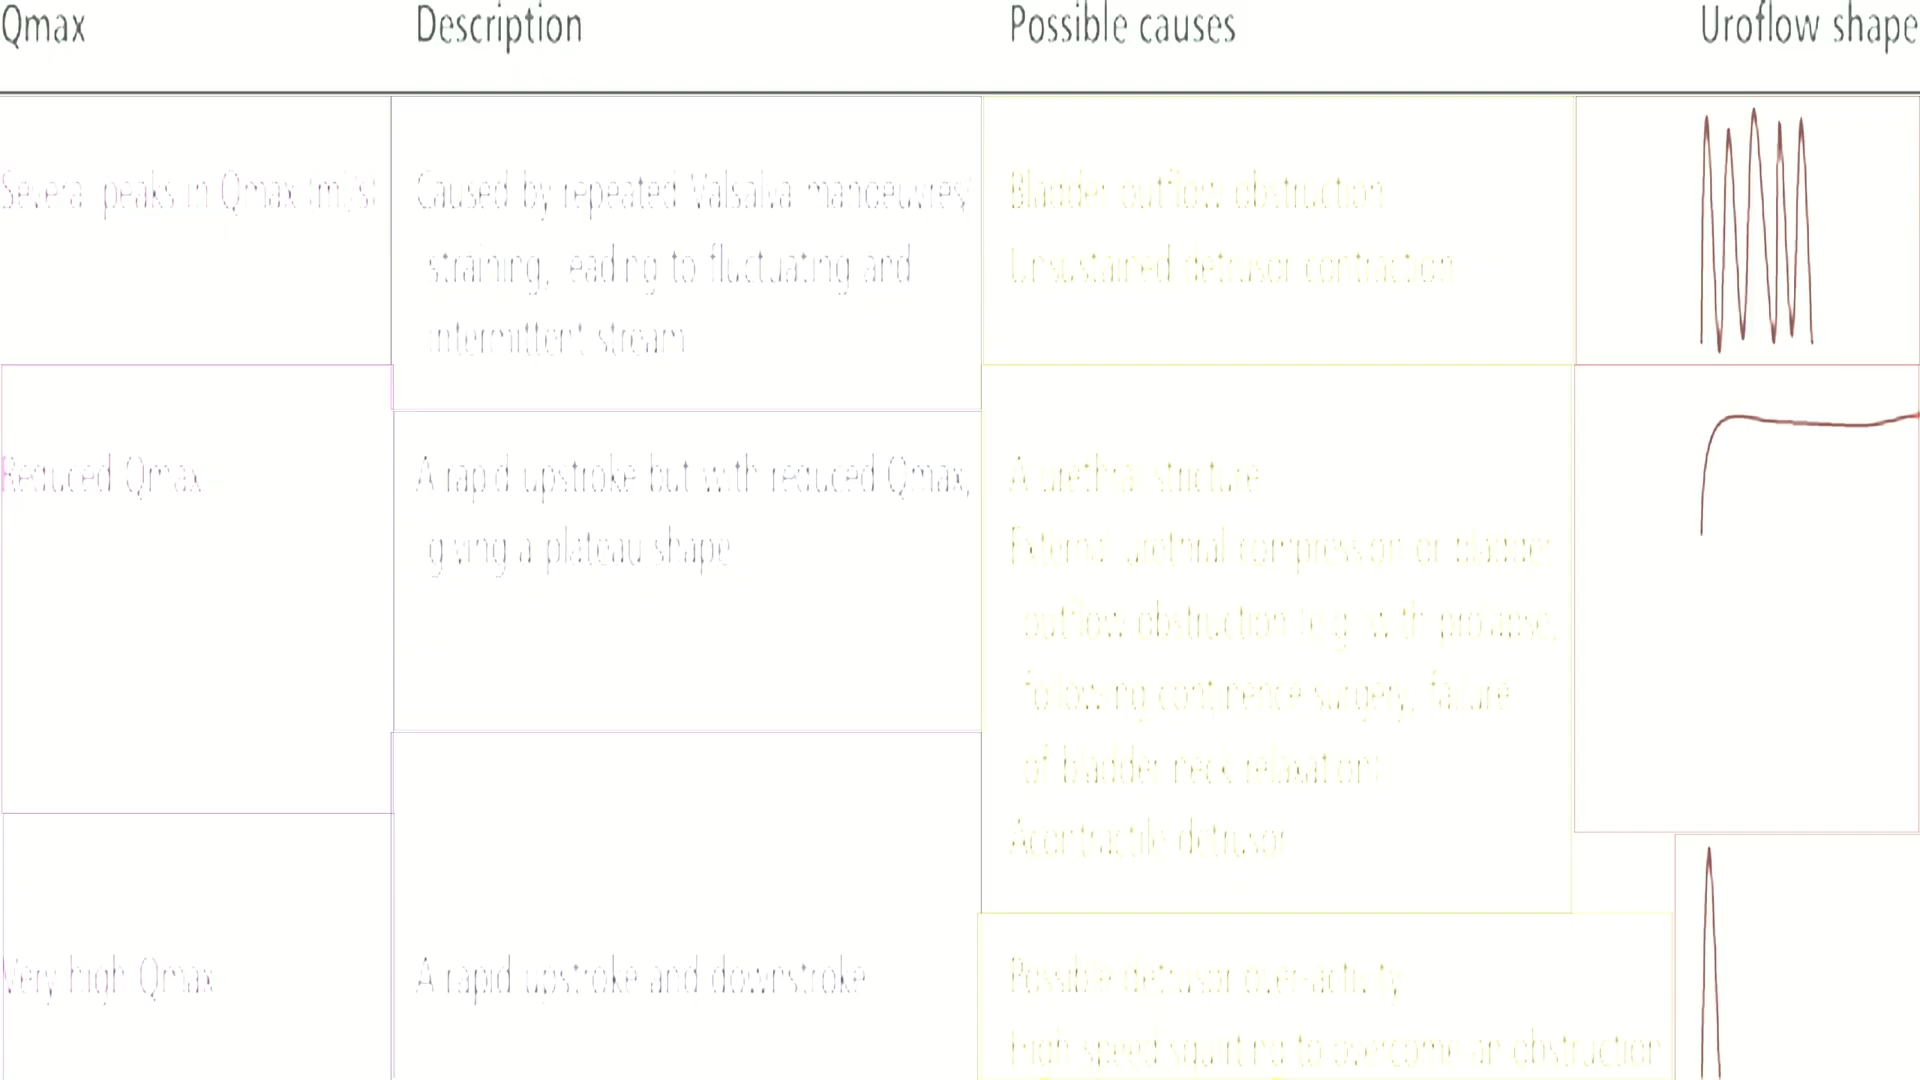 Qmax Description Possible causes Uroflow shape
Several peaks in Qmax (ml/s) Caused by repeated Valsalva manoeuvres/ Bladder outflow obstruction
straining, leading to fluctuating and Unsustained detrusor contraction
intermittent stream
Reduced Qmax A rapid upstroke but with reduced Qmax, A urethral stricture
giving a plateau shape External urethral compression or bladder
outflow obstruction (e.g. with prolapse,
following continence surgery, failure
of bladder neck relaxation)
Acontractile detrusor
Very high Qmax A rapid upstroke and downstroke Possible detrusor over-activity
High speed squirting to overcome an obstruction